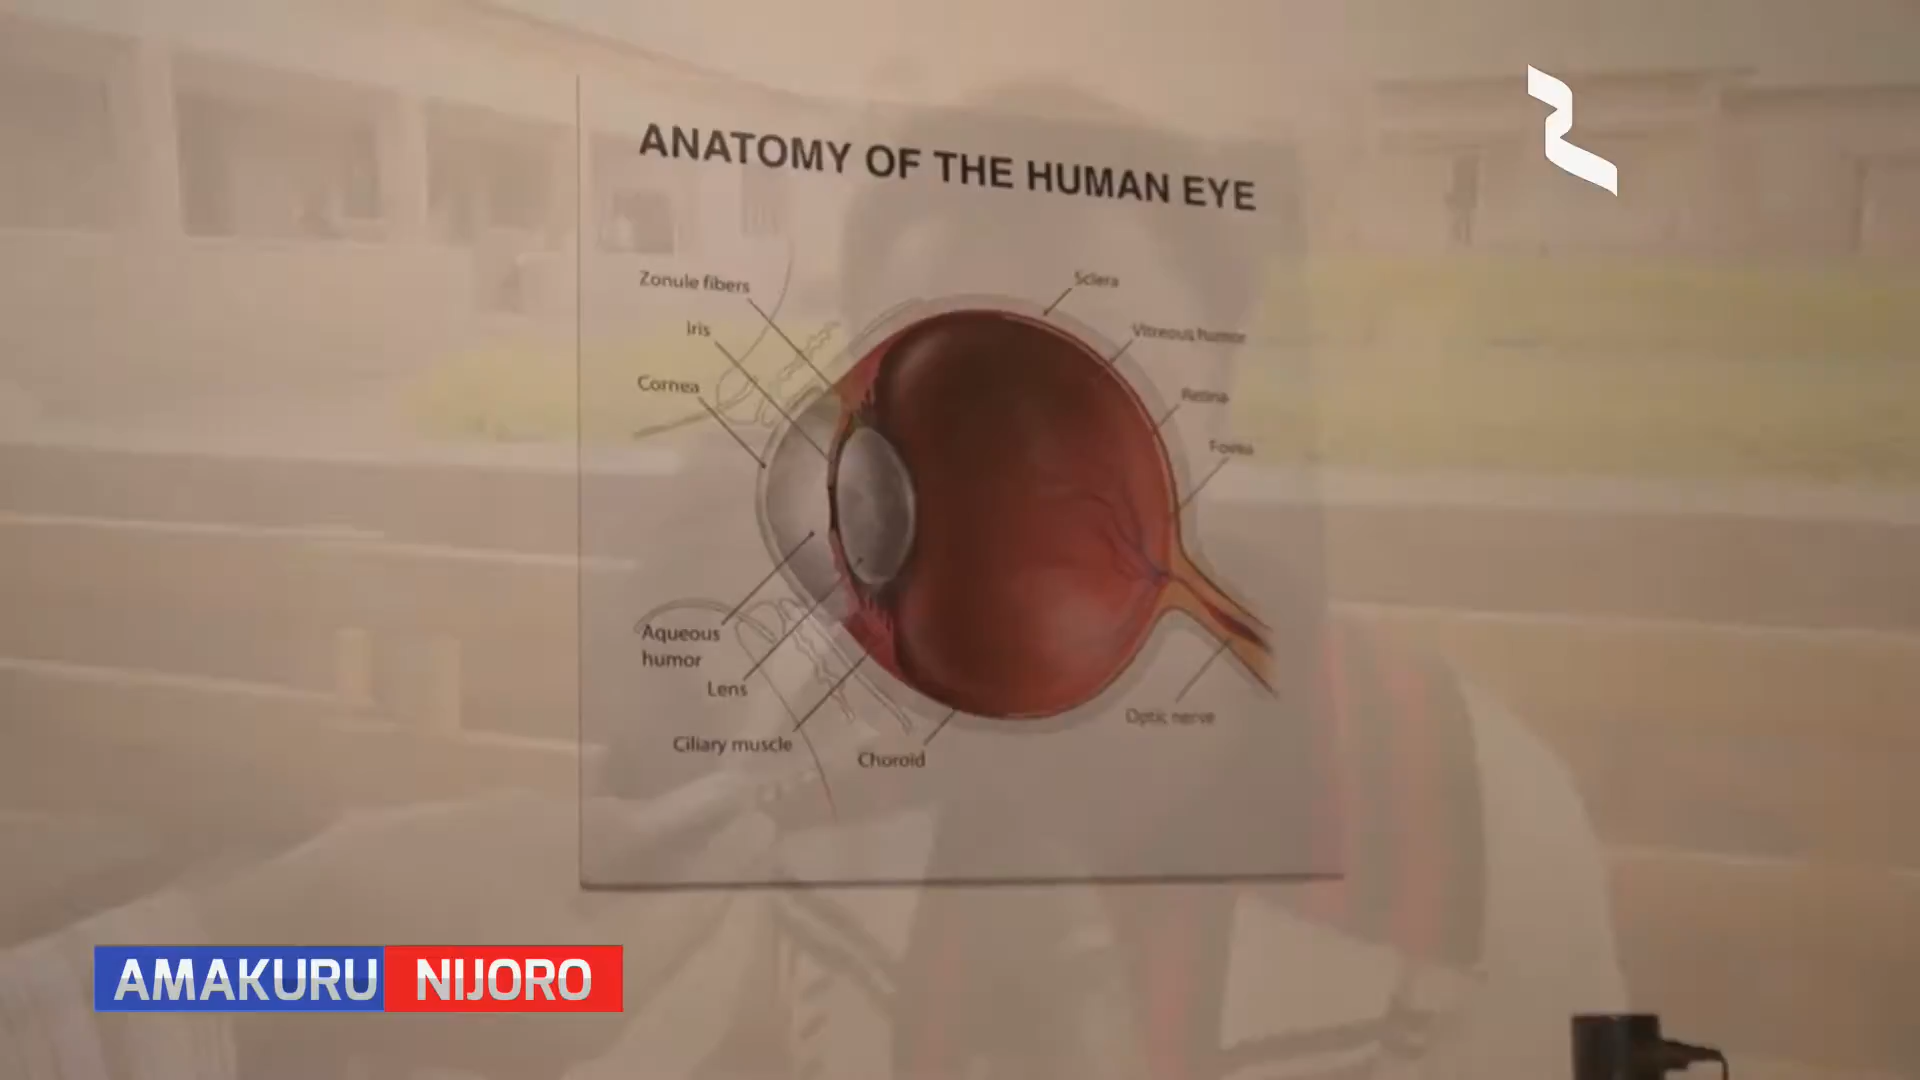 ANATOMY OF THE HUMAN EYE
Zonule fibers
Sclera
Iris
Vitreous humor
Cornea
Retina
Fovea
Aqueous
humor
Lens
Optic nerve
Ciliary muscle
Choroid
AMAKURU NIJORO